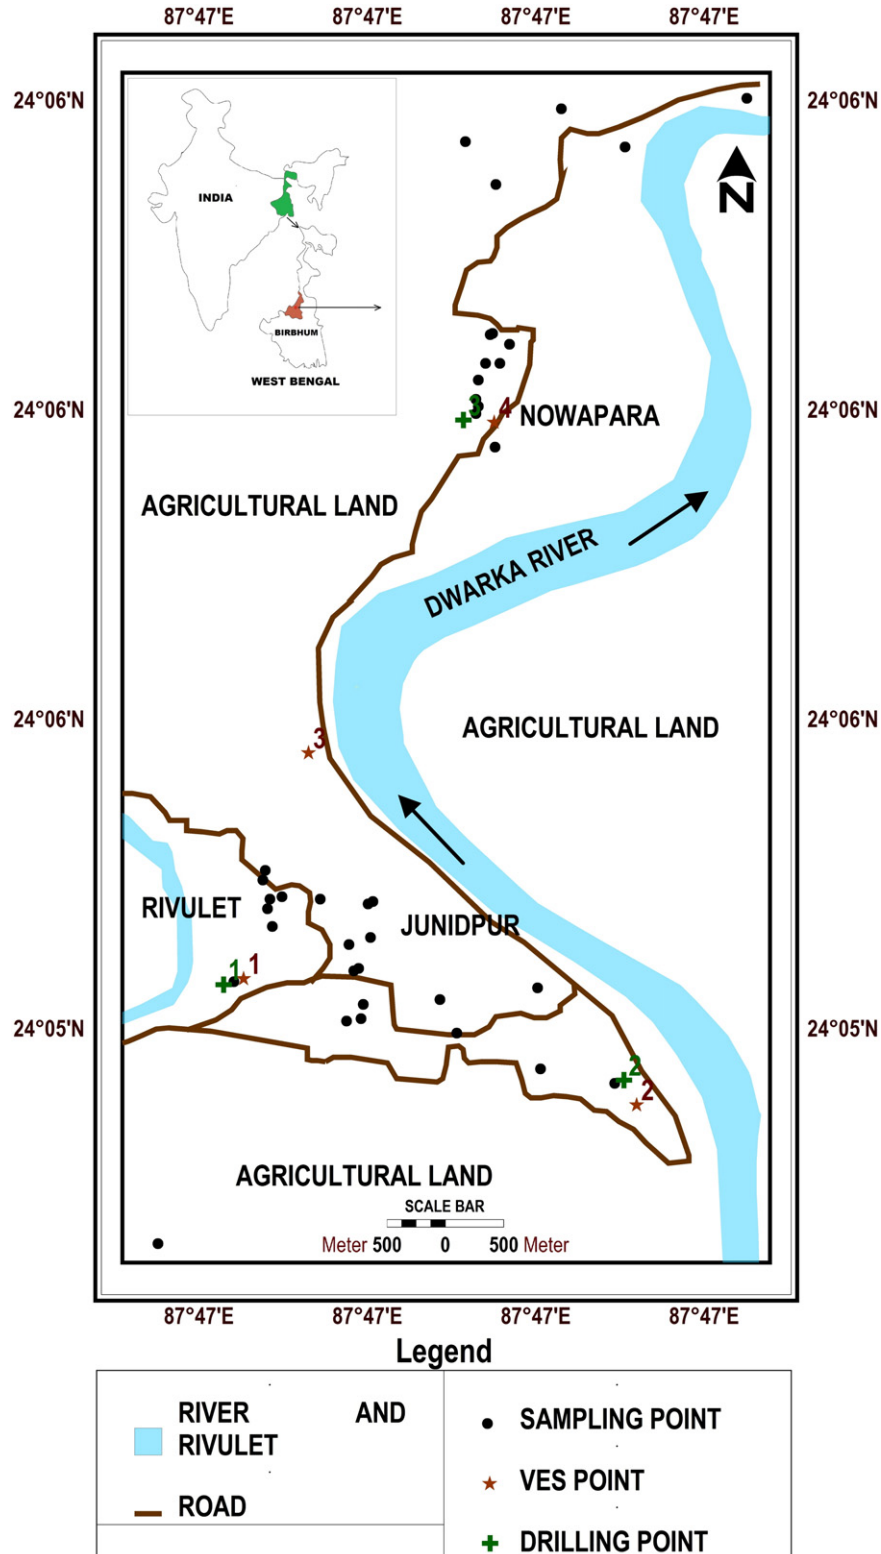 87°47'E 87°47'E 87°47'E 87°47'E
24°06'N 24°06'N
N
INDIA
BIRBHUM
WEST BENGAL
24°06'N 24°06'N
3 4 NOWAPARA
AGRICULTURAL LAND
DWARKA RIVER
24°06'N 24°06'N
AGRICULTURAL LAND
3
RIVULET
JUNIDPUR
1 1
24°05'N 24°05'N
2
2
AGRICULTURAL LAND
SCALE BAR
Meter 500 0 500 Meter
87°47'E 87°47'E 87°47'E 87°47'E
Legend
RIVER AND
RIVULET
ROAD
SAMPLING POINT
VES POINT
DRILLING POINT